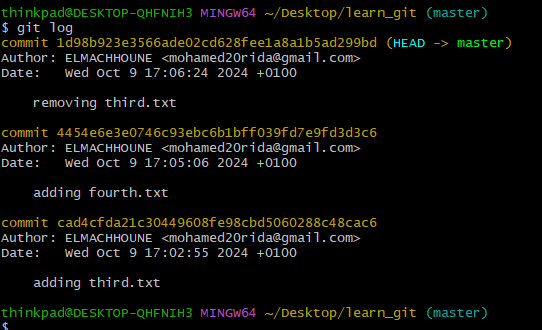 thinkpad@DESKTOP-QHFNIH3 MINGW64 ~/Desktop/learn_git (master)
$ git log
commit 1d98b923e3566ade02cd628fee1a8a1b5ad299bd (HEAD -> master)
Author: ELMACHHOUNE <mohamed20rida@gmail.com>
Date:   Wed Oct 9 17:06:24 2024 +0100

    removing third.txt

commit 4454e6e3e0746c93ebc6b1bff039fd7e9fd3d3c6
Author: ELMACHHOUNE <mohamed20rida@gmail.com>
Date:   Wed Oct 9 17:05:06 2024 +0100

    adding fourth.txt

commit cad4cfda21c30449608fe98cbd5060288c48cac6
Author: ELMACHHOUNE <mohamed20rida@gmail.com>
Date:   Wed Oct 9 17:02:55 2024 +0100

    adding third.txt

thinkpad@DESKTOP-QHFNIH3 MINGW64 ~/Desktop/learn_git (master)
$